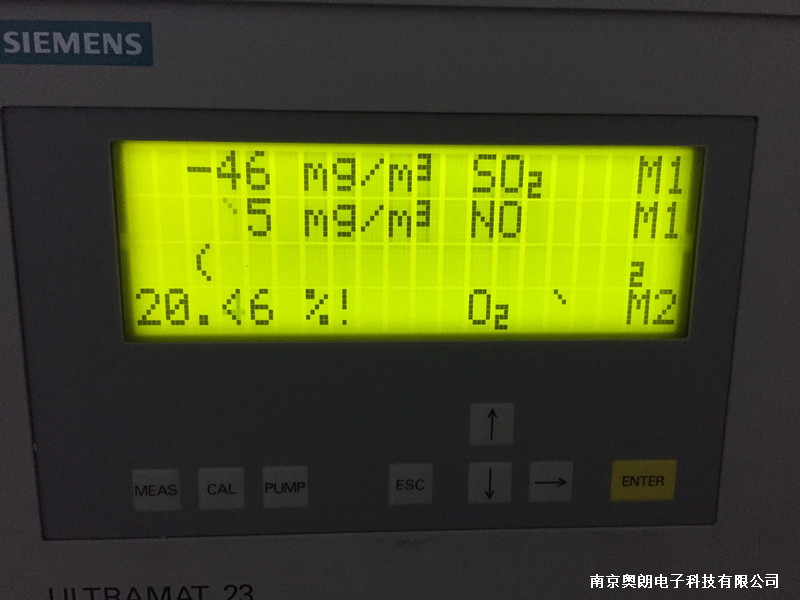 SIEMENS
-46 mg/m³ SO₂ M1
`5 mg/m³ NO M1
( ₂
20.46 %! O₂ ` M2
↑
MEAS CAL PUMP ESC ↓ → ENTER
ULTRAMAT 23
南京奥朗电子科技有限公司